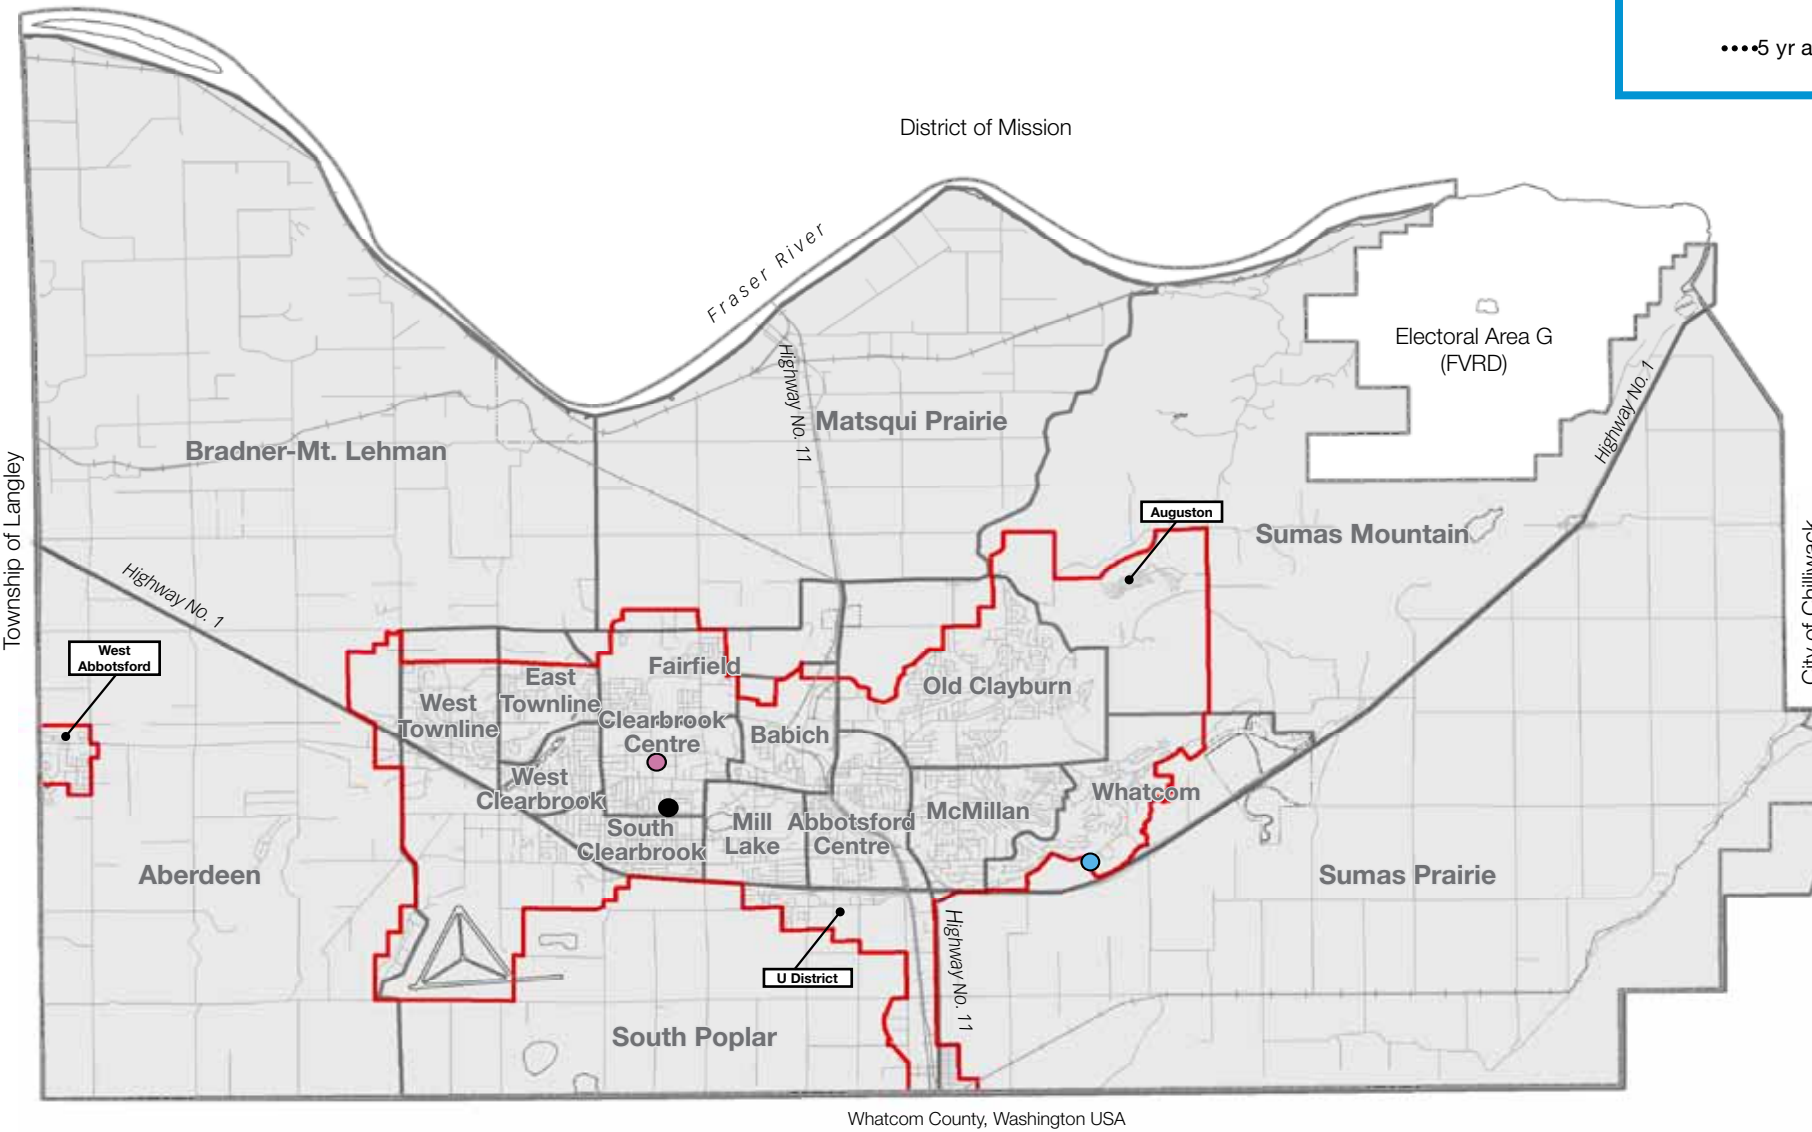 ••••5 yr a
District of Mission
Fraser River
Electoral Area G
(FVRD)
Highway No. 1
Highway No. 11
Matsqui Prairie
Bradner-Mt. Lehman
Township of Langley
Auguston
Sumas Mountain
City of Chilliwack
Highway No. 1
West
Abbotsford
Fairfield
East
Townline
Old Clayburn
West
Townline
Clearbrook
Centre
Babich
West
Clearbrook
Whatcom
McMillan
South
Clearbrook
Mill
Lake
Abbotsford
Centre
Aberdeen
Sumas Prairie
Highway No. 11
U District
South Poplar
Whatcom County, Washington USA